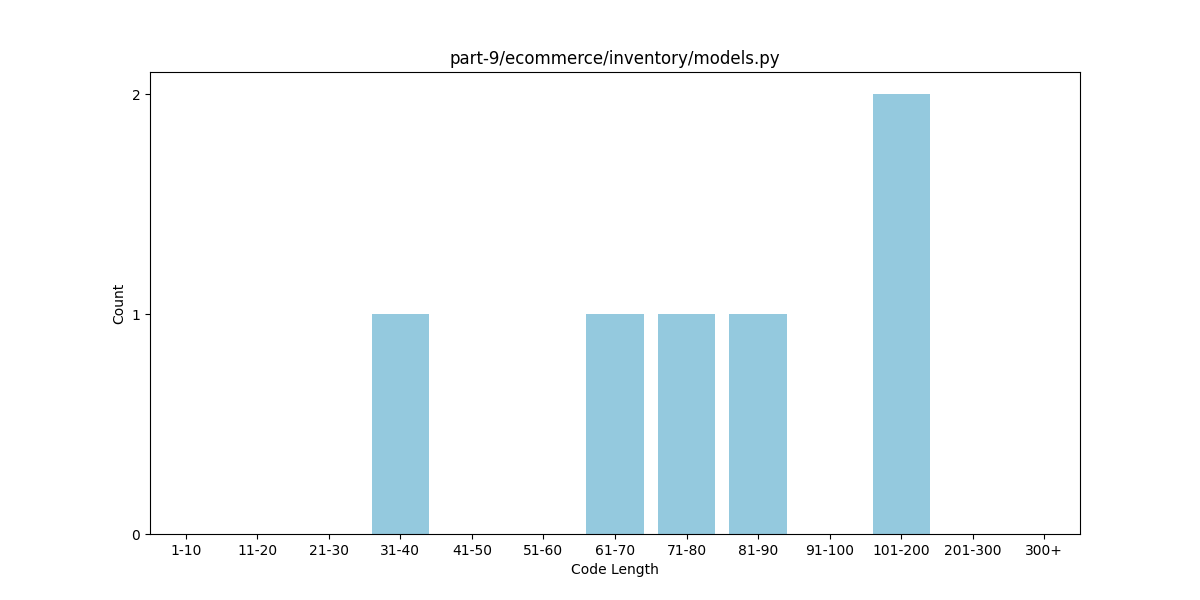 part-9/ecommerce/inventory/models.py
2
1
0
Count
1-10 11-20 21-30 31-40 41-50 51-60 61-70 71-80 81-90 91-100 101-200 201-300 300+
Code Length